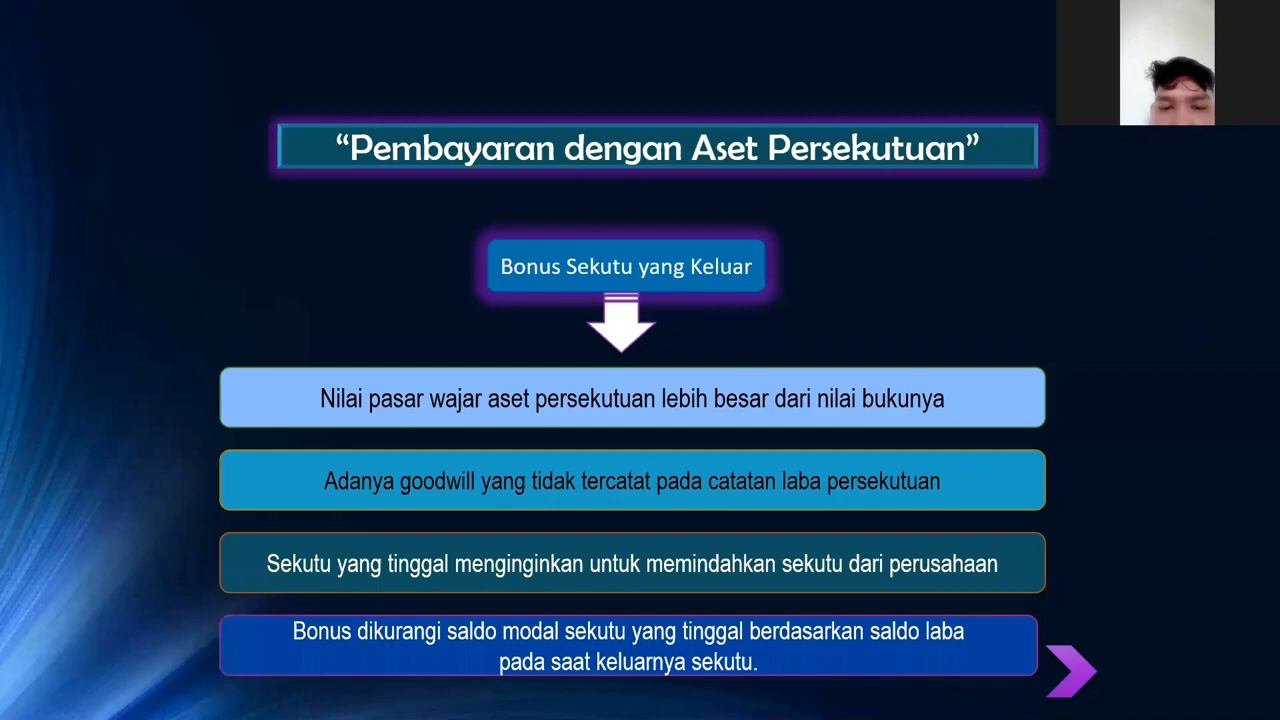 “Pembayaran dengan Aset Persekutuan”
Bonus Sekutu yang Keluar
Nilai pasar wajar aset persekutuan lebih besar dari nilai bukunya
Adanya goodwill yang tidak tercatat pada catatan laba persekutuan
Sekutu yang tinggal menginginkan untuk memindahkan sekutu dari perusahaan
Bonus dikurangi saldo modal sekutu yang tinggal berdasarkan saldo laba
pada saat keluarnya sekutu.